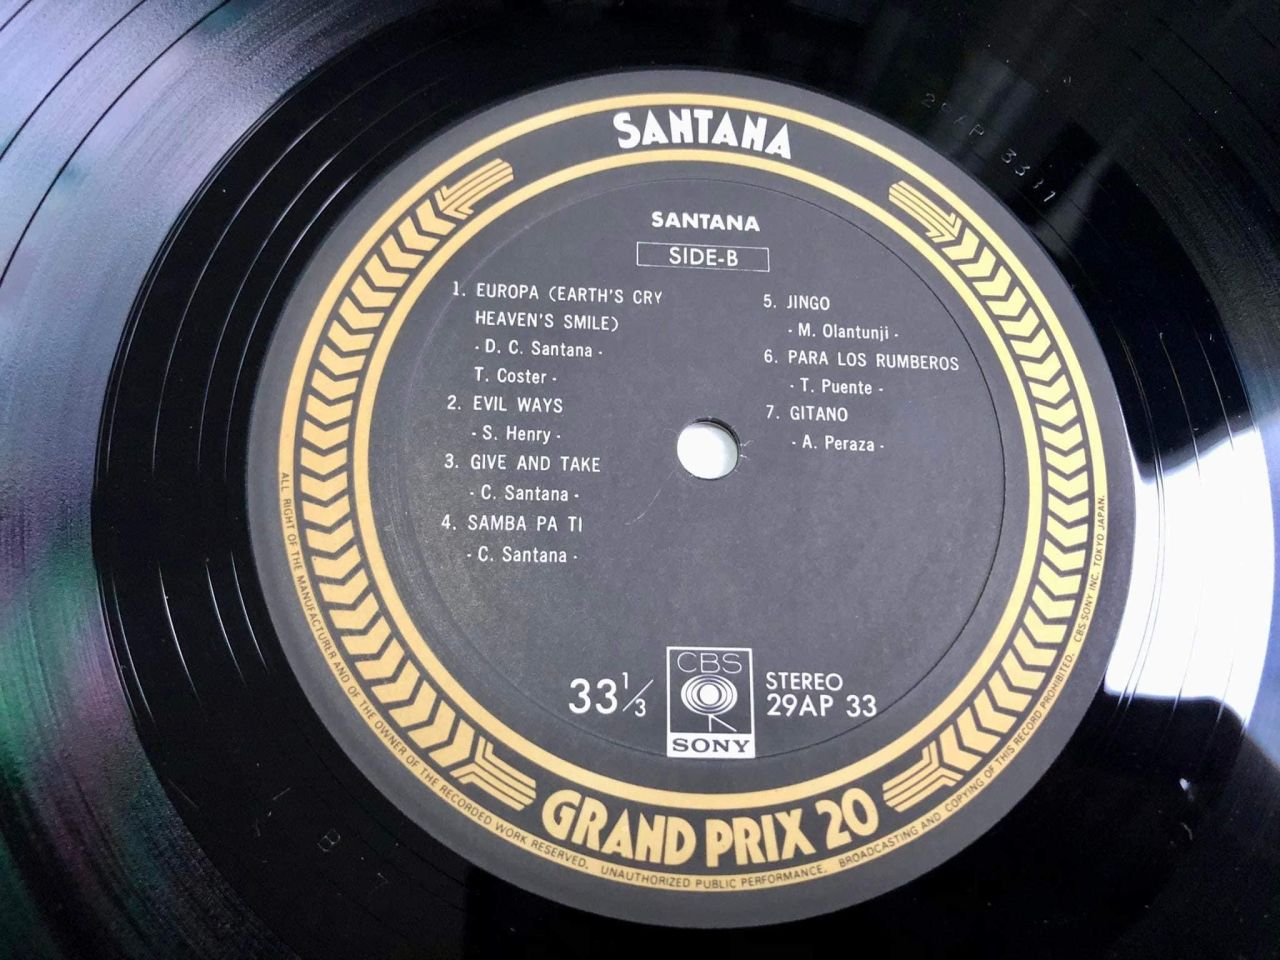 SANTANA
SANTANA
SIDE-B
1. EUROPA (EARTH'S CRY
HEAVEN'S SMILE)
- D. C. Santana -
T. Coster -
2. EVIL WAYS
- S. Henry -
3. GIVE AND TAKE
- C. Santana -
4. SAMBA PA TI
- C. Santana -
5. JINGO
- M. Olantunji -
6. PARA LOS RUMBEROS
- T. Puente -
7. GITANO
- A. Peraza -
33 1/3
CBS
SONY
STEREO
29AP 33
GRAND PRIX 20
ALL RIGHT OF THE MANUFACTURER AND OF THE OWNER OF THE RECORDED WORK RESERVED. UNAUTHORIZED PUBLIC PERFORMANCE. BROADCASTING AND COPYING OF THIS RECORD PROHIBITED. CBS·SONY INC. TOKYO JAPAN.
B